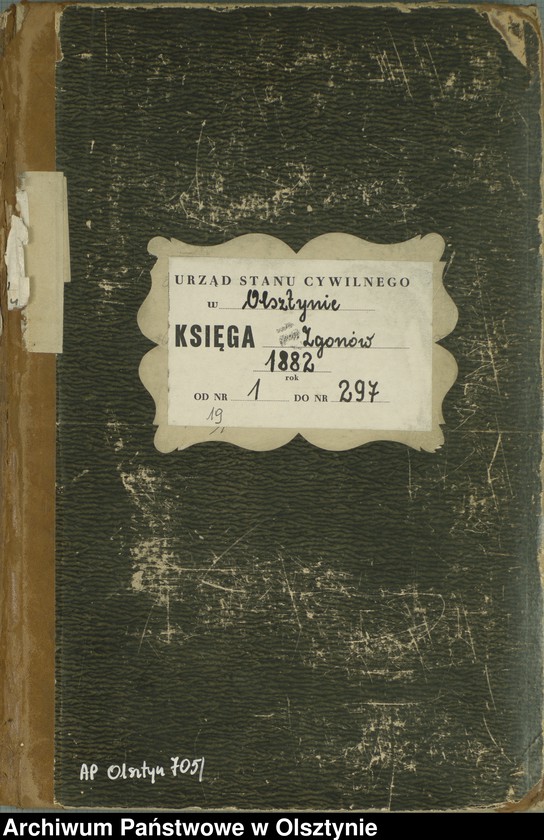 URZĄD STANU CYWILNEGO
w Olsztynie
KSIĘGA Zgonów
1882
rok
OD NR 1 DO NR 297
19
AP Olsztyn 705/
Archiwum Państwowe w Olsztynie